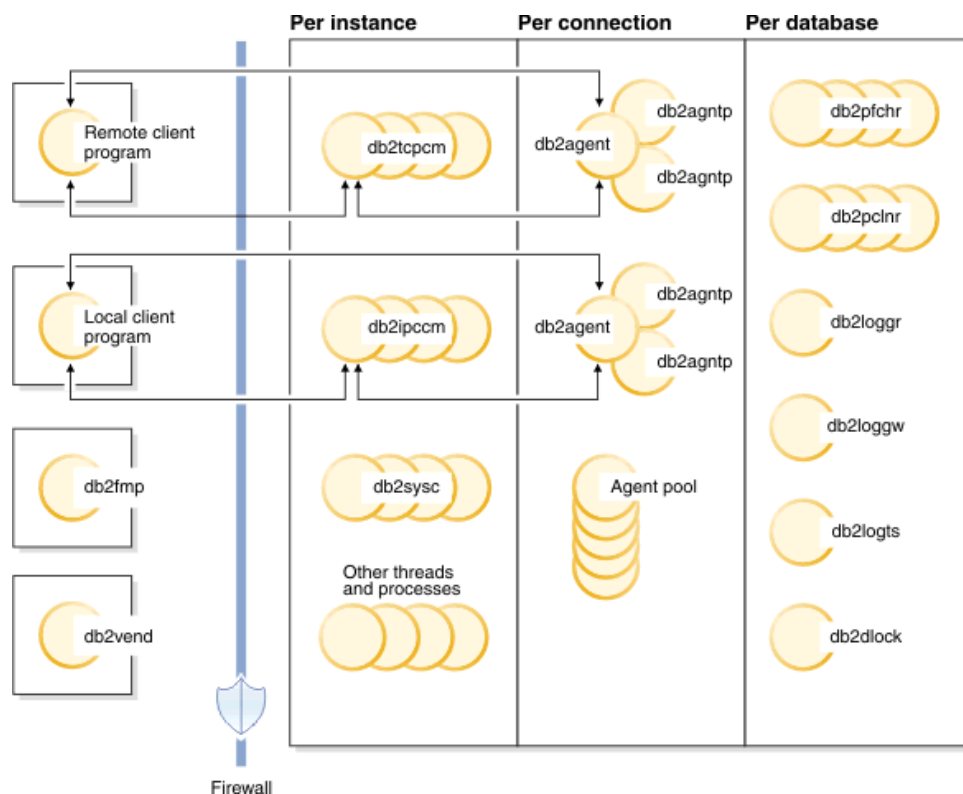 Per instance
Per connection
Per database
Remote client
program
db2tcpcm
db2agent
db2agntp
db2agntp
db2pfchr
db2pclnr
Local client
program
db2ipccm
db2agent
db2agntp
db2agntp
db2loggr
db2loggw
db2fmp
db2sysc
Agent pool
db2logts
Other threads
and processes
db2vend
db2dlock
Firewall